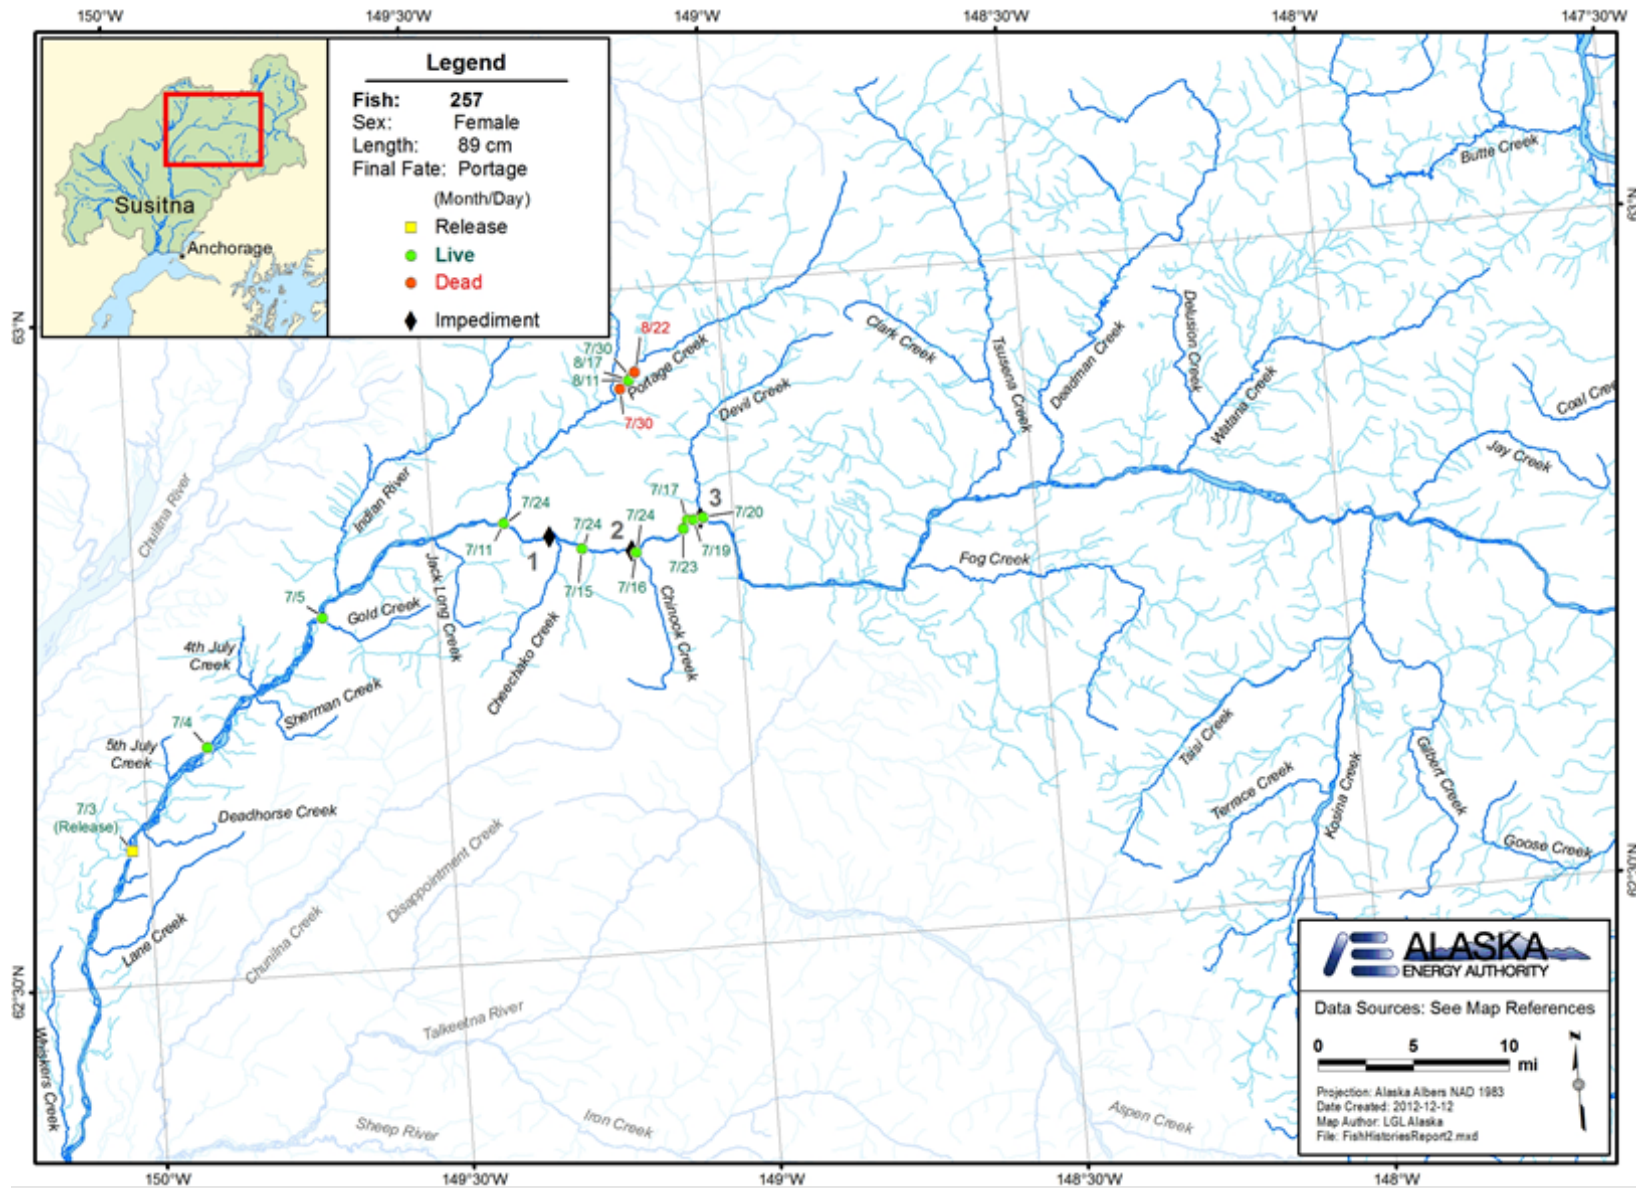 150°W 149°30'W 149°W 148°30'W 148°W 147°30'W
Legend
Fish: 257
Sex: Female
Length: 89 cm
Final Fate: Portage
(Month/Day)
Release
Live
Dead
Impediment
Susitna
Anchorage
Butte Creek
63°N
63°N
8/22
7/30
8/17
8/11
Portage Creek
7/30
Clark Creek
Devil Creek
Tsusena Creek
Deadman Creek
Delusion Creek
Watana Creek
Coal Cree
Jay Creek
Chulitna River
Indian River
7/24
7/11
1
7/24
7/15
2
7/24
7/16
7/17
3
7/20
7/19
7/23
Fog Creek
Jack Long Creek
7/5
Gold Creek
Cheechako Creek
Chinook Creek
4th July
Creek
Sherman Creek
7/4
5th July
Creek
7/3
(Release)
Deadhorse Creek
Lane Creek
Chunilna Creek
Disappointment Creek
Tsisi Creek
Terrace Creek
Kosina Creek
Gilbert Creek
Goose Creek
62°30'N
62°30'N
Whiskers Creek
Talkeetna River
Sheep River
Iron Creek
Aspen Creek
ALASKA
ENERGY AUTHORITY
Data Sources: See Map References
0 5 10
mi
N
Projection: Alaska Albers NAD 1983
Date Created: 2012-12-12
Map Author: LGL Alaska
File: FishHistoriesReport2.mxd
150°W 149°30'W 149°W 148°30'W 148°W